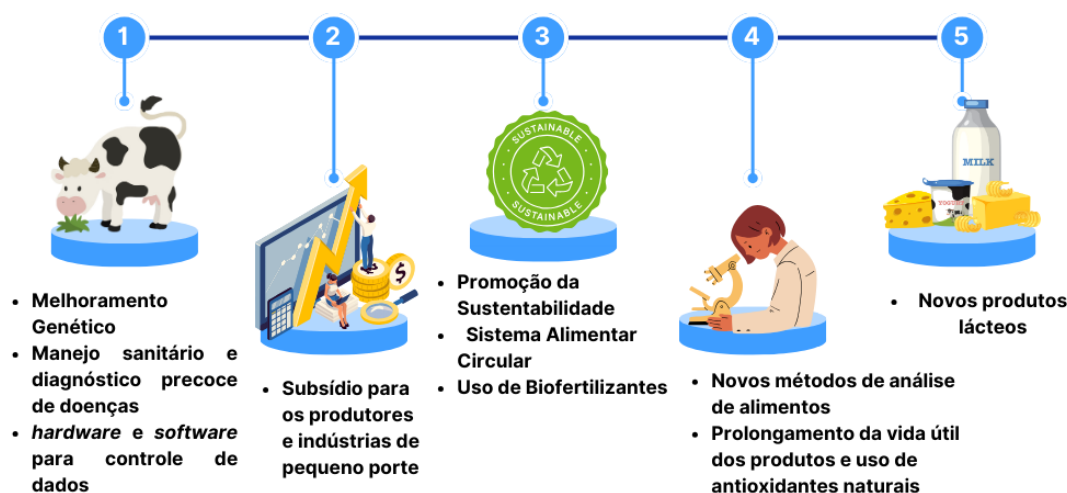 1
2
3
4
5
SUSTAINABLE
SUSTAINABLE
MILK
YOGURT
$
• Melhoramento
Genético
• Manejo sanitário e
diagnóstico precoce
de doenças
• hardware e software
para controle de
dados
• Subsídio para
os produtores
e indústrias de
pequeno porte
• Promoção da
Sustentabilidade
• Sistema Alimentar
Circular
• Uso de Biofertilizantes
• Novos métodos de análise
de alimentos
• Prolongamento da vida útil
dos produtos e uso de
antioxidantes naturais
• Novos produtos
lácteos